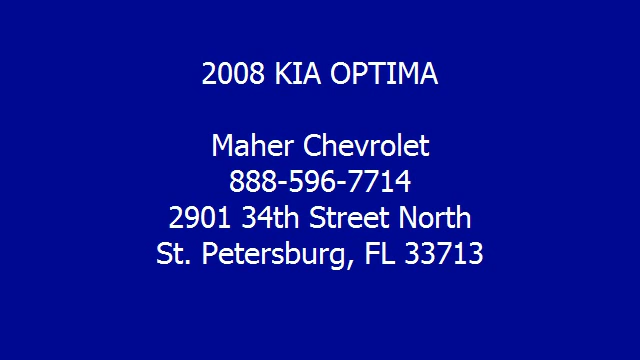 2008 KIA OPTIMA
Maher Chevrolet
888-596-7714
2901 34th Street North
St. Petersburg, FL 33713